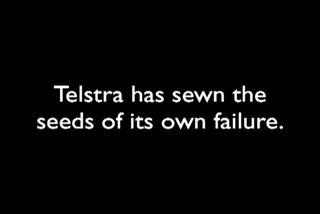 Telstra has sewn the
seeds of its own failure.